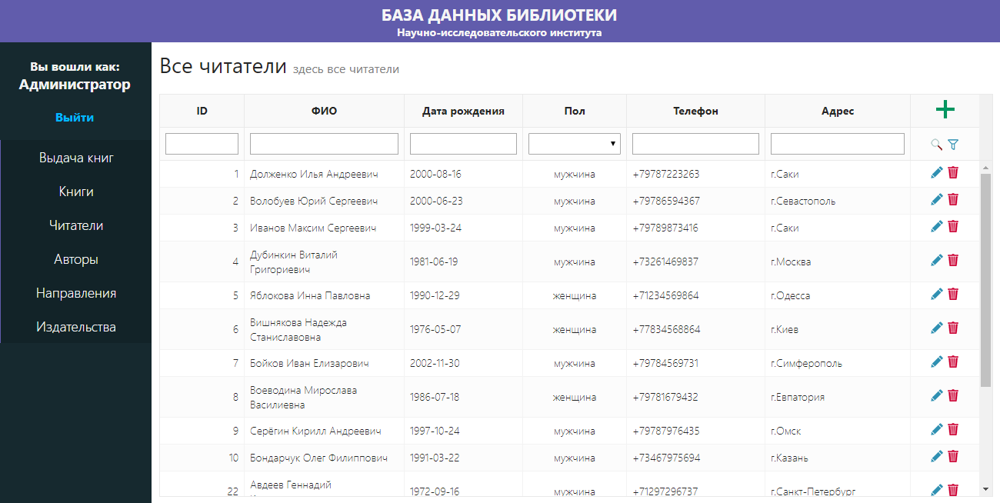 БАЗА ДАННЫХ БИБЛИОТЕКИ
Научно-исследовательского института
Вы вошли как:
Администратор
Выйти
Выдача книг
Книги
Читатели
Авторы
Направления
Издательства
Все читатели здесь все читатели
ID ФИО Дата рождения Пол Телефон Адрес
1 Долженко Илья Андреевич 2000-08-16 мужчина +79787223263 г.Саки
2 Волобуев Юрий Сергеевич 2000-06-23 мужчина +79786594367 г.Севастополь
3 Иванов Максим Сергеевич 1999-03-24 мужчина +79789873416 г.Саки
4 Дубинкин Виталий Григориевич 1981-06-19 мужчина +73261469837 г.Москва
5 Яблокова Инна Павловна 1990-12-29 женщина +71234569864 г.Одесса
6 Вишнякова Надежда Станиславовна 1976-05-07 женщина +77834568864 г.Киев
7 Бойков Иван Елизарович 2002-11-30 мужчина +79784569731 г.Симферополь
8 Воеводина Мирослава Василиевна 1986-07-18 женщина +79781679432 г.Евпатория
9 Серёгин Кирилл Андреевич 1997-10-24 мужчина +79787976435 г.Омск
10 Бондарчук Олег Филиппович 1991-03-22 мужчина +73467975694 г.Казань
22 Авдеев Геннадий 1972-09-16 мужчина +71297296737 г.Санкт-Петербург